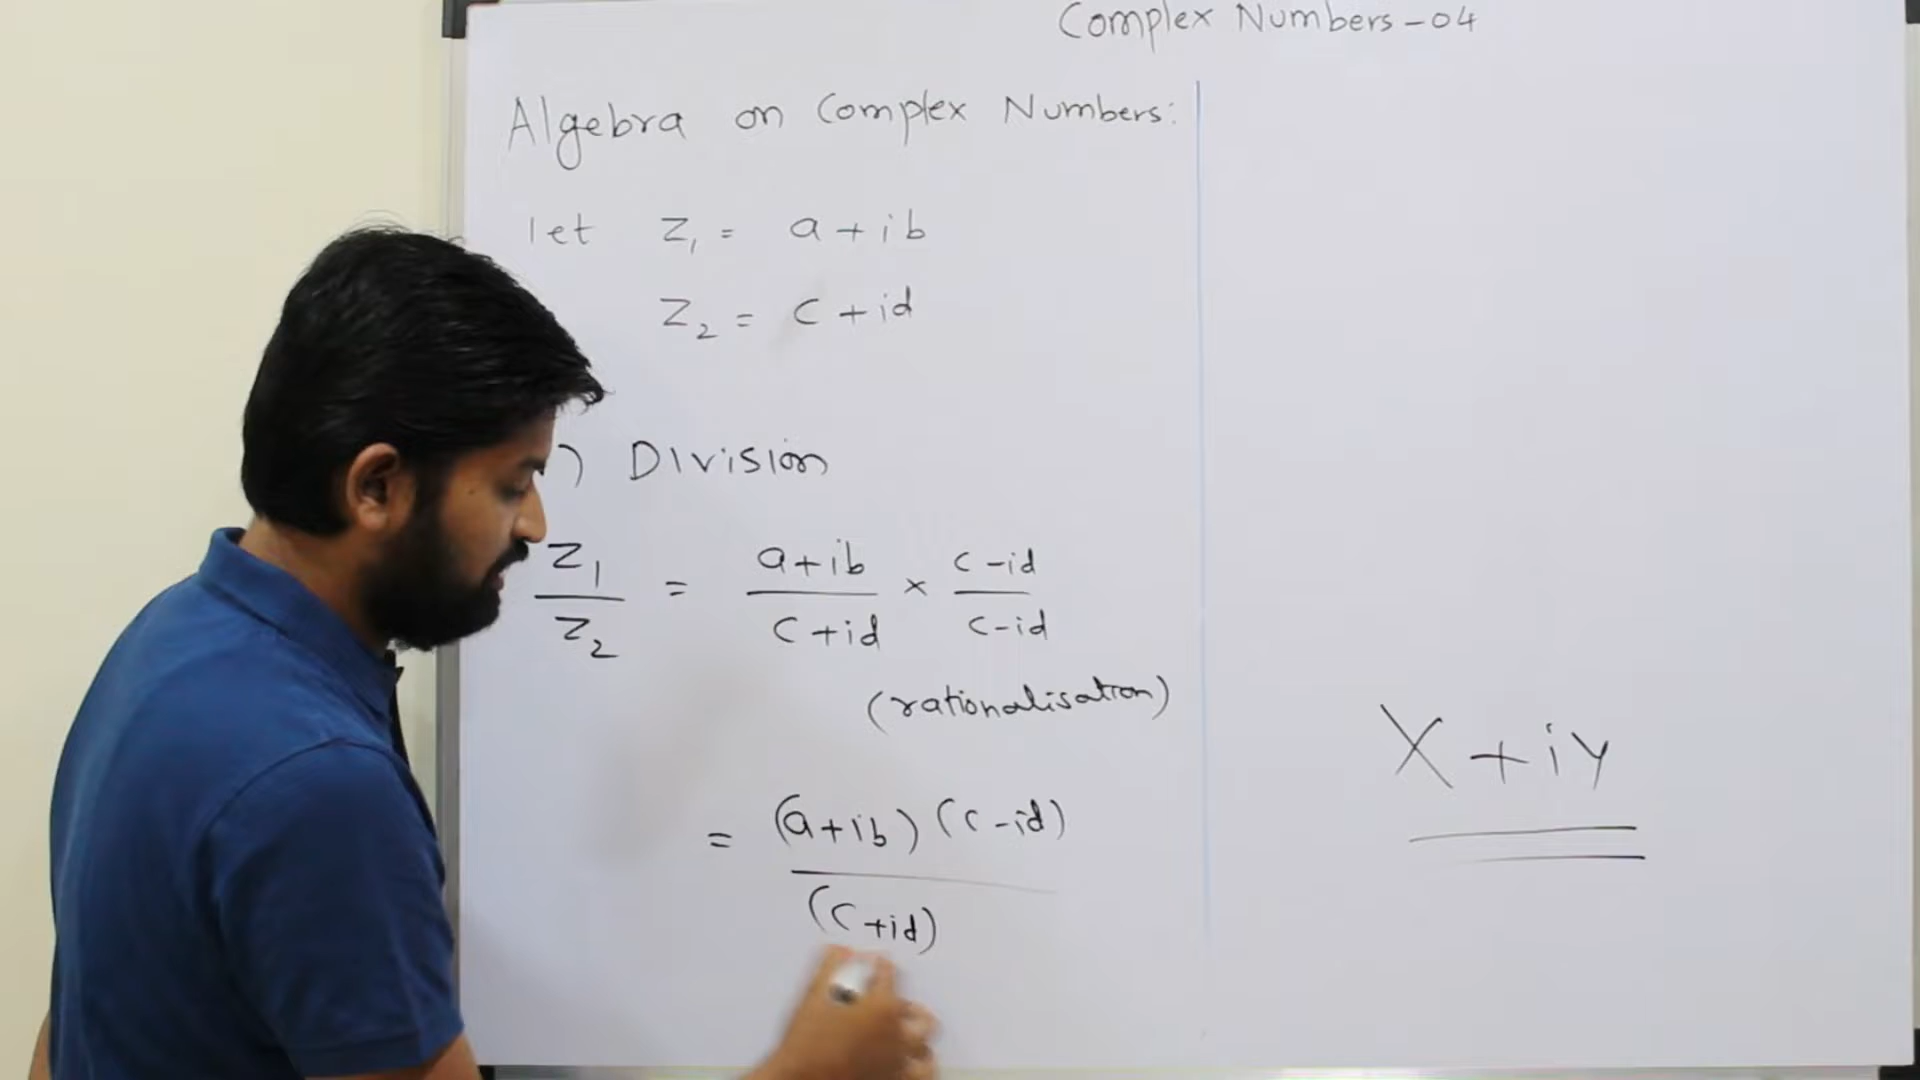 Complex Numbers - 04
Algebra on Complex Numbers:
let z₁ = a + ib
z₂ = c + id
) Division
z₁/z₂ = (a+ib)/(c+id) × (c-id)/(c-id)
(rationalisation)
= (a+ib)(c-id)/(c+id)
X + iy